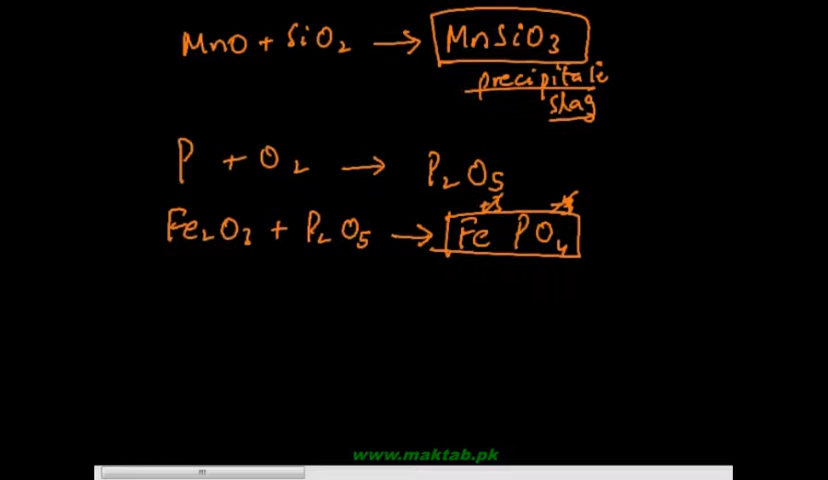 MnO + SiO2 → MnSiO3
precipitate
slag
P + O2 → P2O5
Fe2O3 + P2O5 → Fe PO4
www.maktab.pk